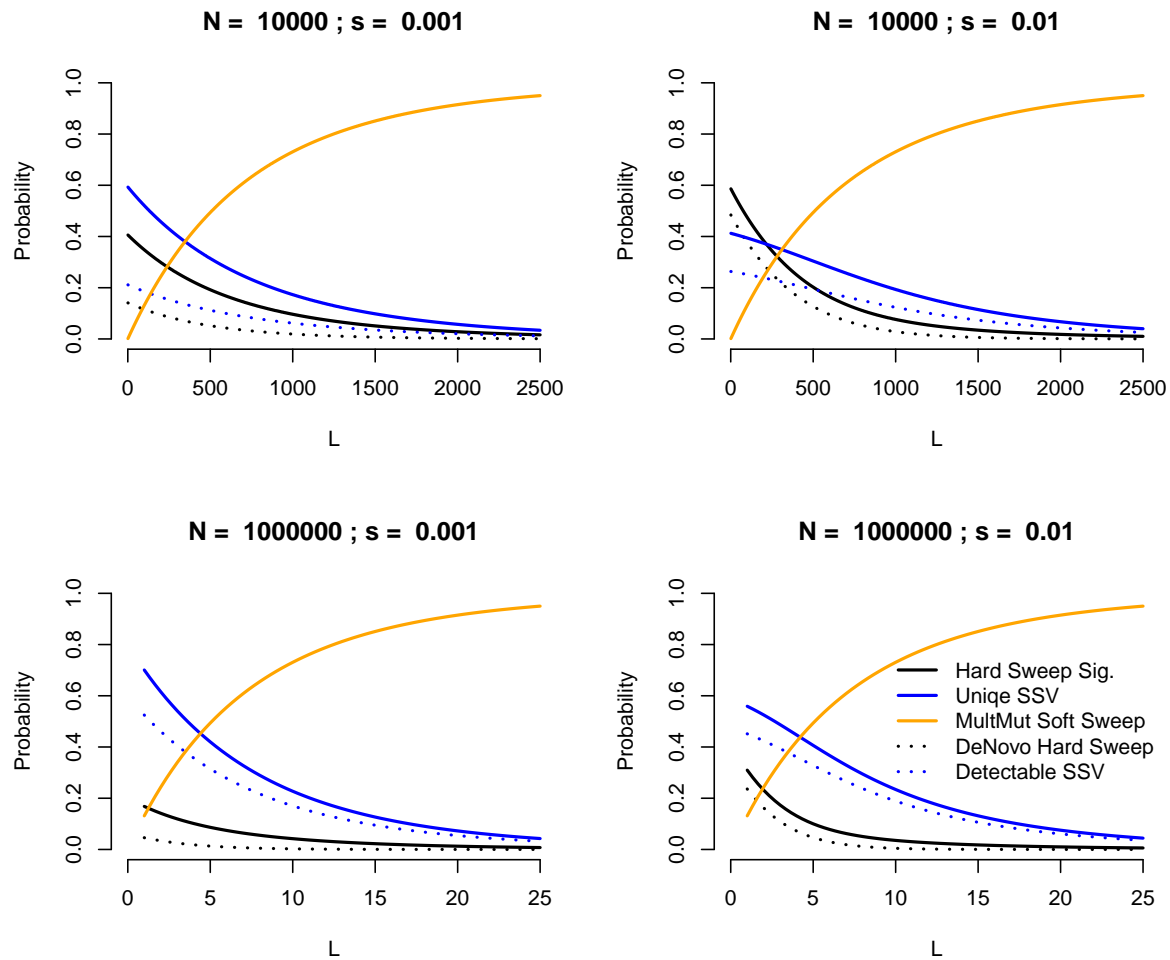 N = 10000 ; s = 0.001
N = 10000 ; s = 0.01
Probability
0.0 0.2 0.4 0.6 0.8 1.0
0 500 1000 1500 2000 2500
L
Probability
0.0 0.2 0.4 0.6 0.8 1.0
0 500 1000 1500 2000 2500
L
N = 1000000 ; s = 0.001
N = 1000000 ; s = 0.01
Probability
0.0 0.2 0.4 0.6 0.8 1.0
0 5 10 15 20 25
L
Probability
0.0 0.2 0.4 0.6 0.8 1.0
Hard Sweep Sig.
Uniqe SSV
MultMut Soft Sweep
DeNovo Hard Sweep
Detectable SSV
0 5 10 15 20 25
L